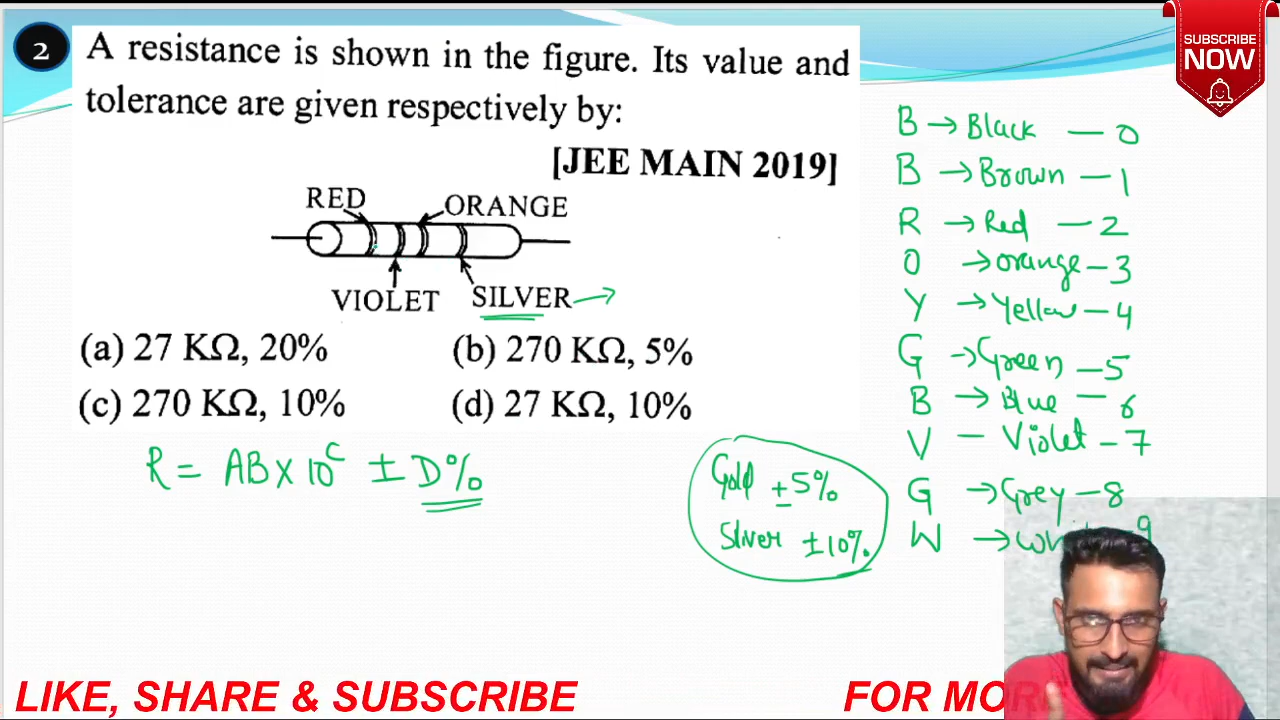 2
A resistance is shown in the figure. Its value and
tolerance are given respectively by:
[JEE MAIN 2019]
RED
ORANGE
VIOLET
SILVER →
(a) 27 KΩ, 20%
(b) 270 KΩ, 5%
(c) 270 KΩ, 10%
(d) 27 KΩ, 10%
R = AB × 10^C ± D%
Gold ± 5%
Silver ± 10%
B → Black — 0
B → Brown — 1
R → Red — 2
O → orange — 3
Y → Yellow — 4
G → Green — 5
B → Blue — 6
V — Violet — 7
G → Grey — 8
W → 9
SUBSCRIBE
NOW
LIKE, SHARE & SUBSCRIBE
FOR MOR